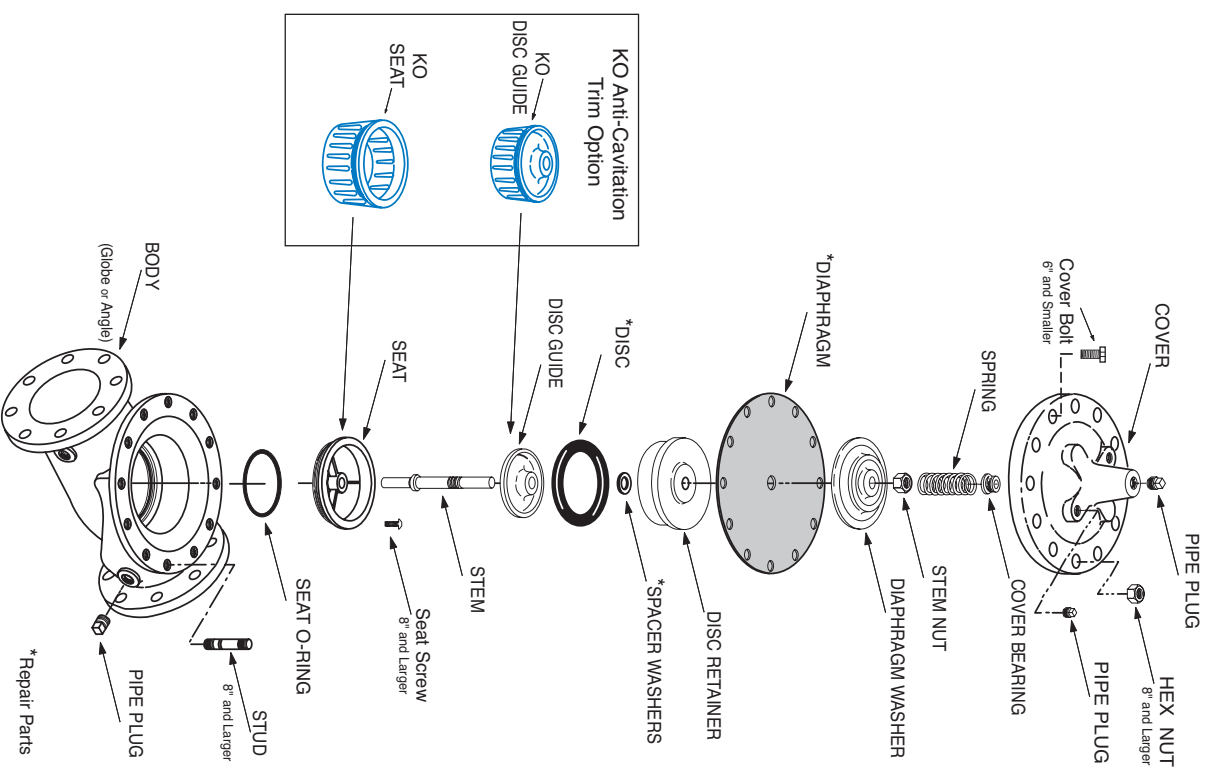 KO Anti-Cavitation
Trim Option
KO
DISC GUIDE
KO
SEAT
PIPE PLUG
HEX NUT
8" and Larger
PIPE PLUG
COVER
Cover Bolt
6" and Smaller
COVER BEARING
SPRING
STEM NUT
DIAPHRAGM WASHER
*DIAPHRAGM
DISC RETAINER
*SPACER WASHERS
*DISC
DISC GUIDE
STEM
Seat Screw
8" and Larger
SEAT
SEAT O-RING
STUD
8" and Larger
BODY
(Globe or Angle)
PIPE PLUG
*Repair Parts